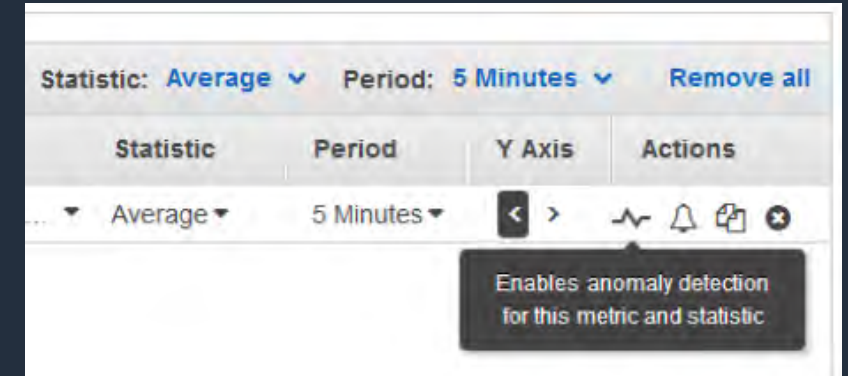 Statistic: Average Period: 5 Minutes Remove all
Statistic Period Y Axis Actions
... Average 5 Minutes < >
Enables anomaly detection
for this metric and statistic